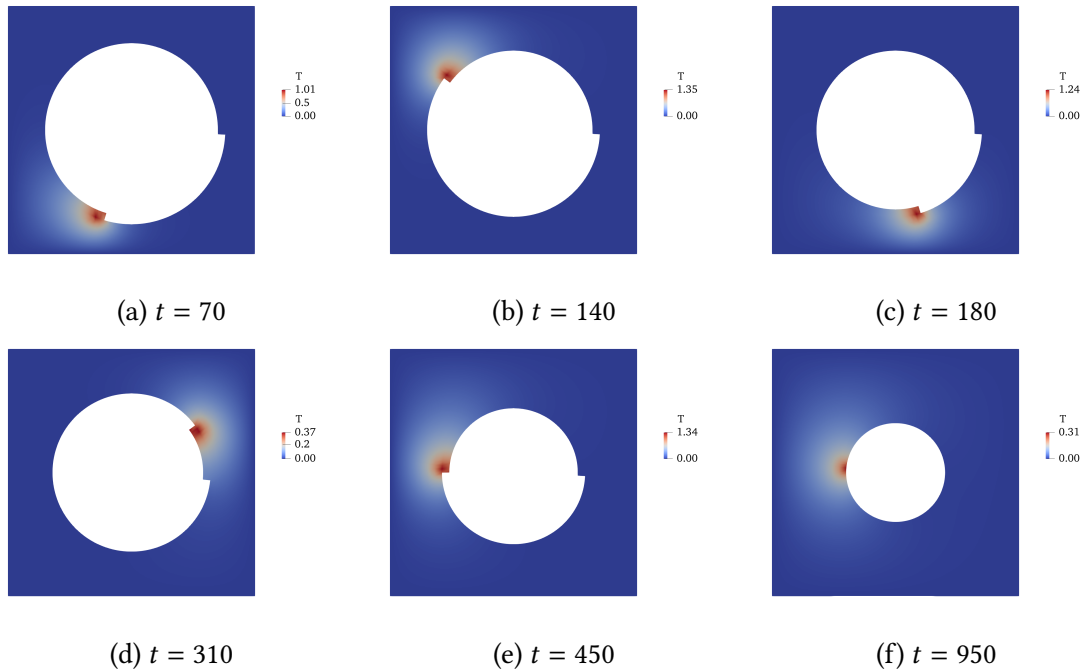 T
1.01
0.5
0.00
T
1.35
0.00
T
1.24
0.00
(a) t = 70
(b) t = 140
(c) t = 180
T
0.37
0.2
0.00
T
1.34
0.00
T
0.31
0.00
(d) t = 310
(e) t = 450
(f) t = 950